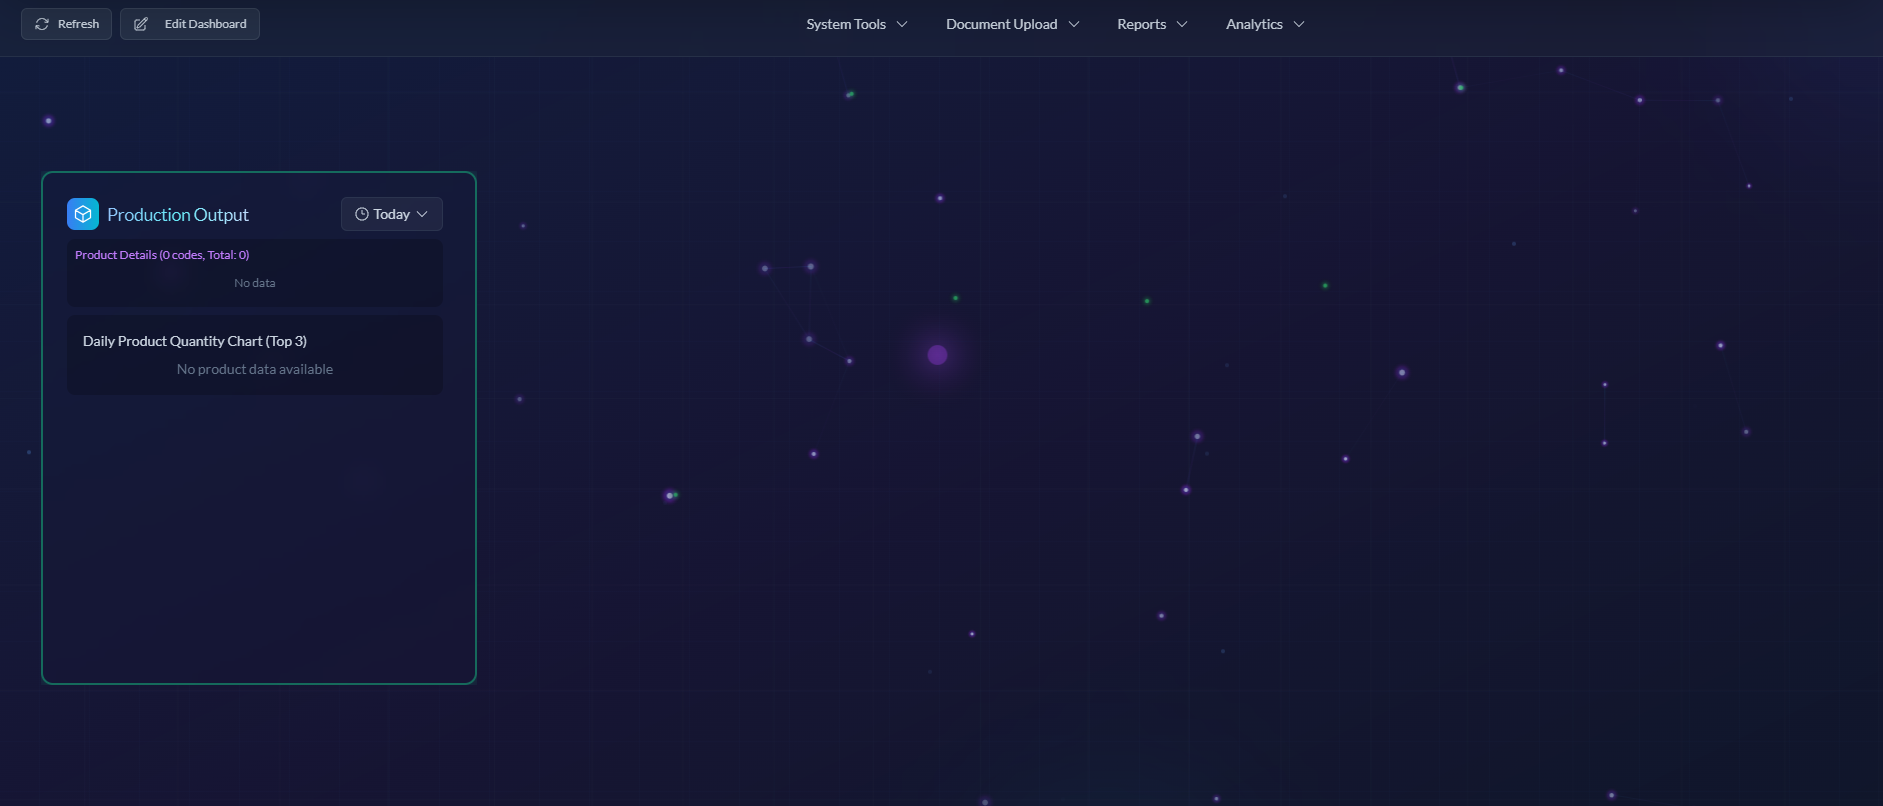 Refresh
Edit Dashboard
System Tools
Document Upload
Reports
Analytics
Production Output
Today
Product Details (0 codes, Total: 0)
No data
Daily Product Quantity Chart (Top 3)
No product data available